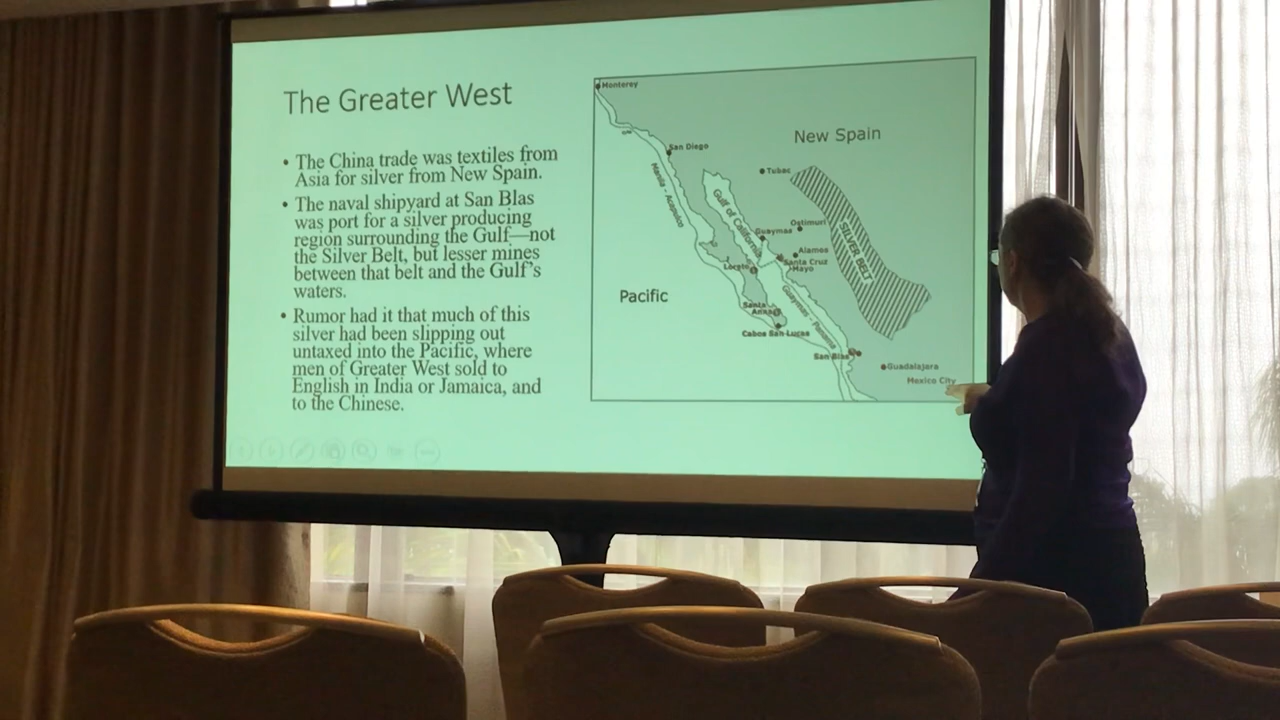 The Greater West
• The China trade was textiles from
Asia for silver from New Spain.
• The naval shipyard at San Blas
was port for a silver producing
region surrounding the Gulf—not
the Silver Belt, but lesser mines
between that belt and the Gulf's
waters.
• Rumor had it that much of this
silver had been slipping out
untaxed into the Pacific, where
men of Greater West sold to
English in India or Jamaica, and
to the Chinese.
Monterey
San Diego
New Spain
Tubac
Manila - Acapulco
Gulf of California
Guaymas
Ostimuri
SILVER BELT
Alamos
Santa Cruz
Mayo
Loreto
Pacific
Santa
Anna
Guaymas - Panama
Caboa San Lucas
San Blas
Guadalajara
Mexico City